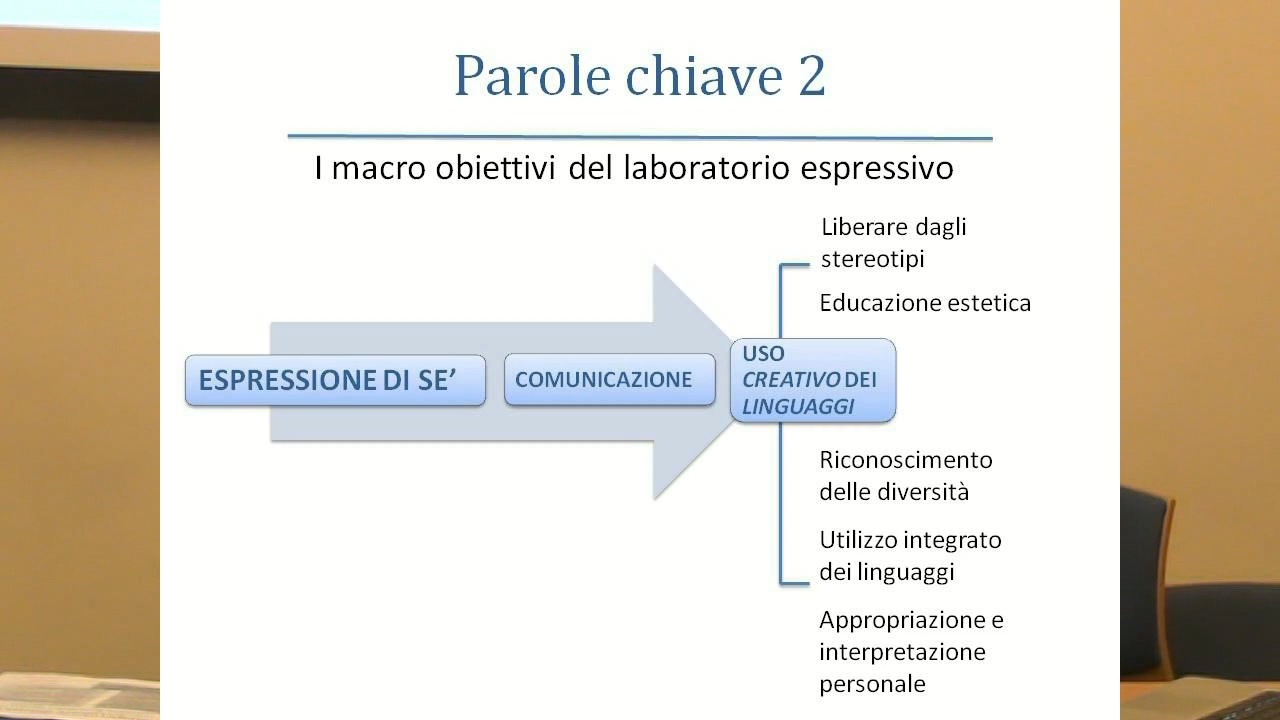 Parole chiave 2
I macro obiettivi del laboratorio espressivo
ESPRESSIONE DI SE’
COMUNICAZIONE
USO
CREATIVO DEI
LINGUAGGI
Liberare dagli
stereotipi
Educazione estetica
Riconoscimento
delle diversità
Utilizzo integrato
dei linguaggi
Appropriazione e
interpretazione
personale